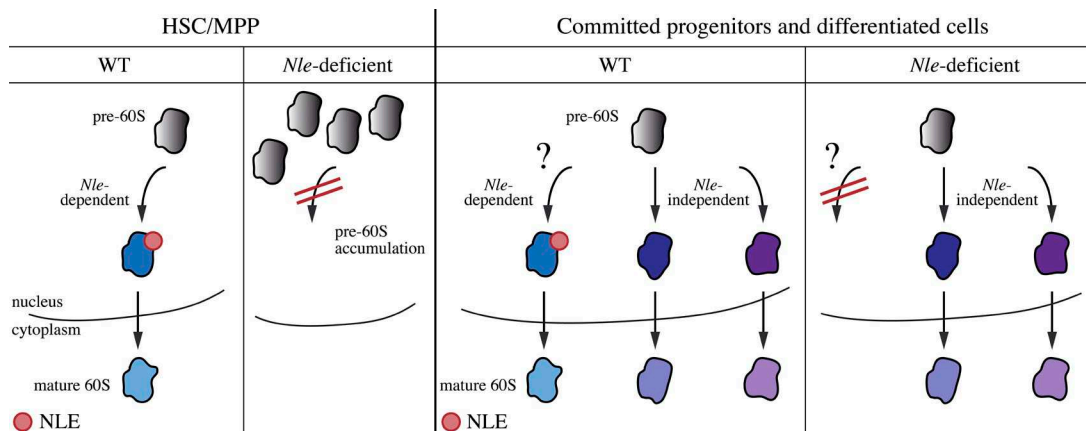 HSC/MPP
Committed progenitors and differentiated cells
WT
Nle-deficient
WT
Nle-deficient
pre-60S
Nle-
dependent
nucleus
cytoplasm
mature 60S
NLE
pre-60S
accumulation
pre-60S
?
Nle-
dependent
Nle-
independent
mature 60S
NLE
?
Nle-
independent